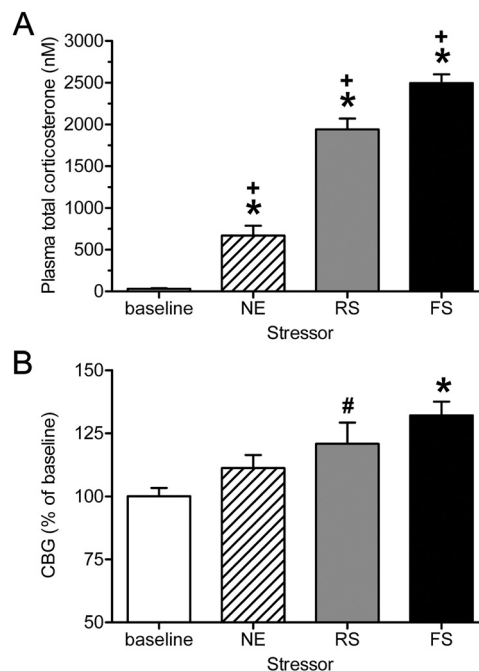 A
Plasma total corticosterone (nM)
3000
2500
2000
1500
1000
500
0
+
*
+
*
+
*
baseline NE RS FS
Stressor
B
CBG (% of baseline)
150
125
100
75
50
#
*
baseline NE RS FS
Stressor